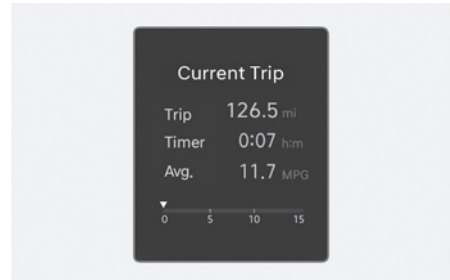 Current Trip
Trip 126.5 mi
Timer 0:07 h:m
Avg. 11.7 MPG
0 5 10 15